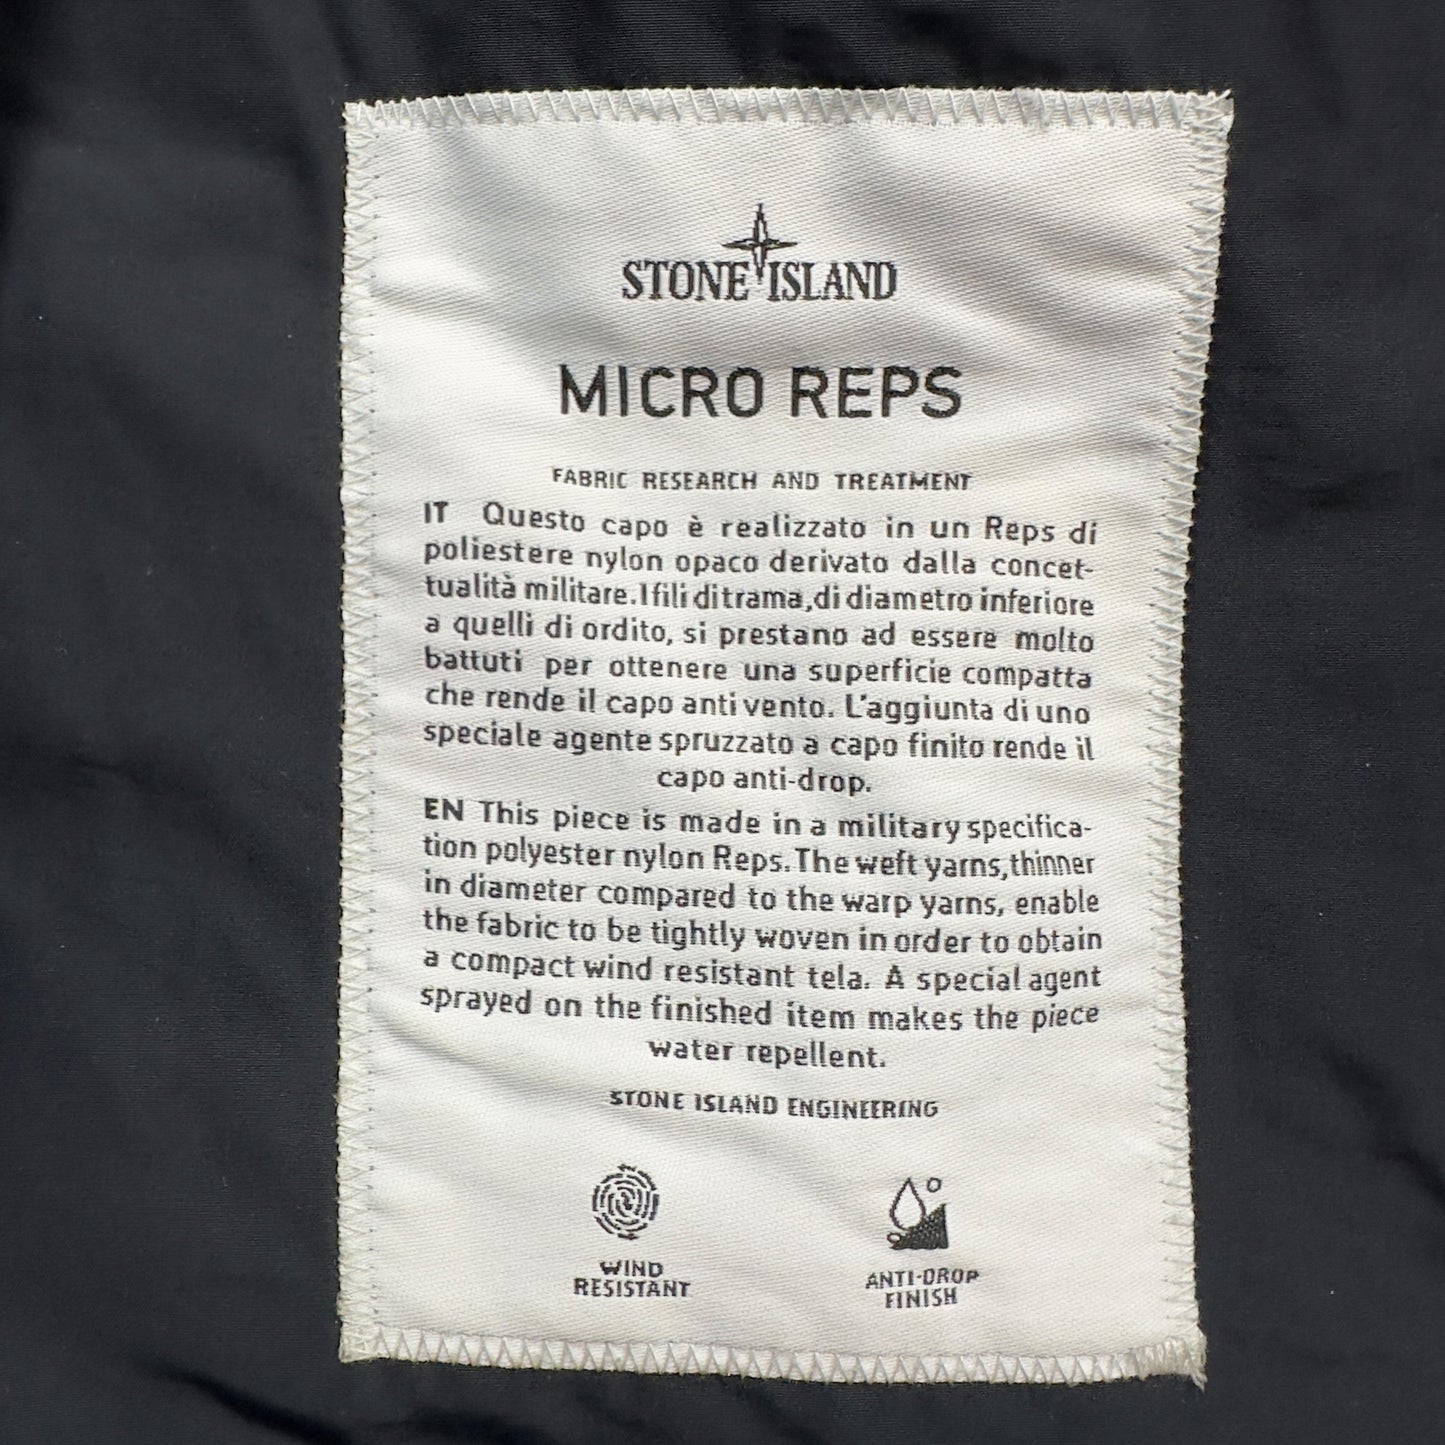 STONE ISLAND
MICRO REPS
FABRIC RESEARCH AND TREATMENT
IT Questo capo è realizzato in un Reps di
poliestere nylon opaco derivato dalla concet-
tualità militare. I fili di trama, di diametro inferiore
a quelli di ordito, si prestano ad essere molto
battuti per ottenere una superficie compatta
che rende il capo anti vento. L'aggiunta di uno
speciale agente spruzzato a capo finito rende il
capo anti-drop.
EN This piece is made in a military specifica-
tion polyester nylon Reps. The weft yarns, thinner
in diameter compared to the warp yarns, enable
the fabric to be tightly woven in order to obtain
a compact wind resistant tela. A special agent
sprayed on the finished item makes the piece
water repellent.
STONE ISLAND ENGINEERING
WIND
RESISTANT
ANTI-DROP
FINISH